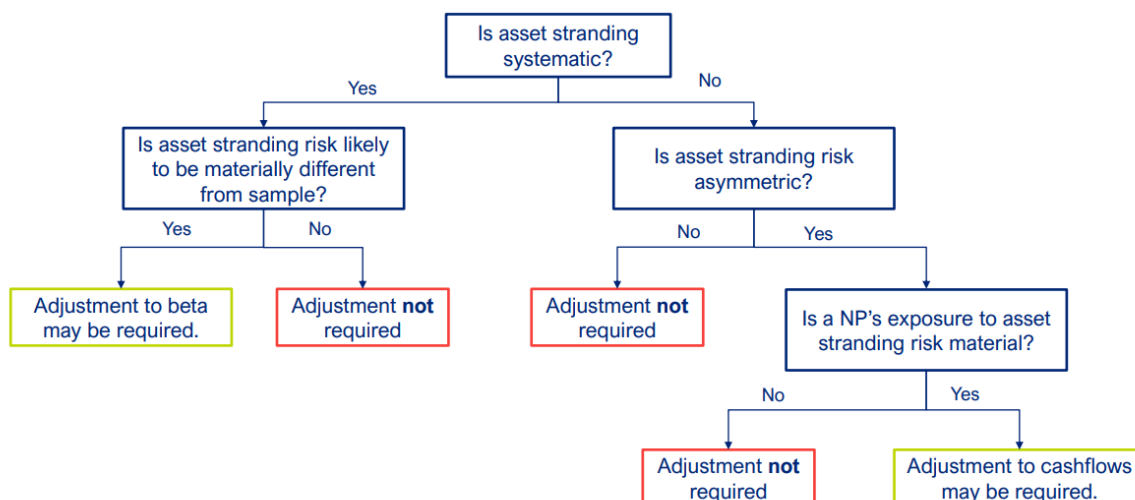 Is asset stranding
systematic?
Yes
No
Is asset stranding risk likely
to be materially different
from sample?
Is asset stranding risk
asymmetric?
Yes
No
No
Yes
Adjustment to beta
may be required.
Adjustment not
required
Adjustment not
required
Is a NP's exposure to asset
stranding risk material?
No
Yes
Adjustment not
required
Adjustment to cashflows
may be required.